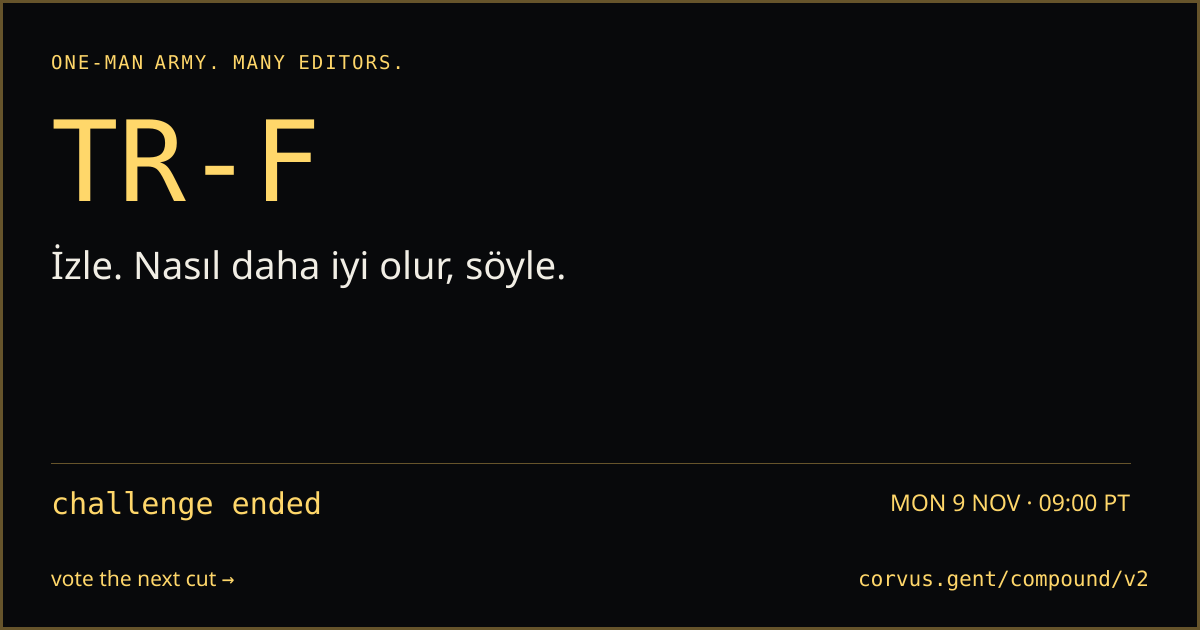 ONE-MAN ARMY. MANY EDITORS.
TR-F
İzle. Nasıl daha iyi olur, söyle.
challenge ended
MON 9 NOV · 09:00 PT
vote the next cut →
corvus.gent/compound/v2